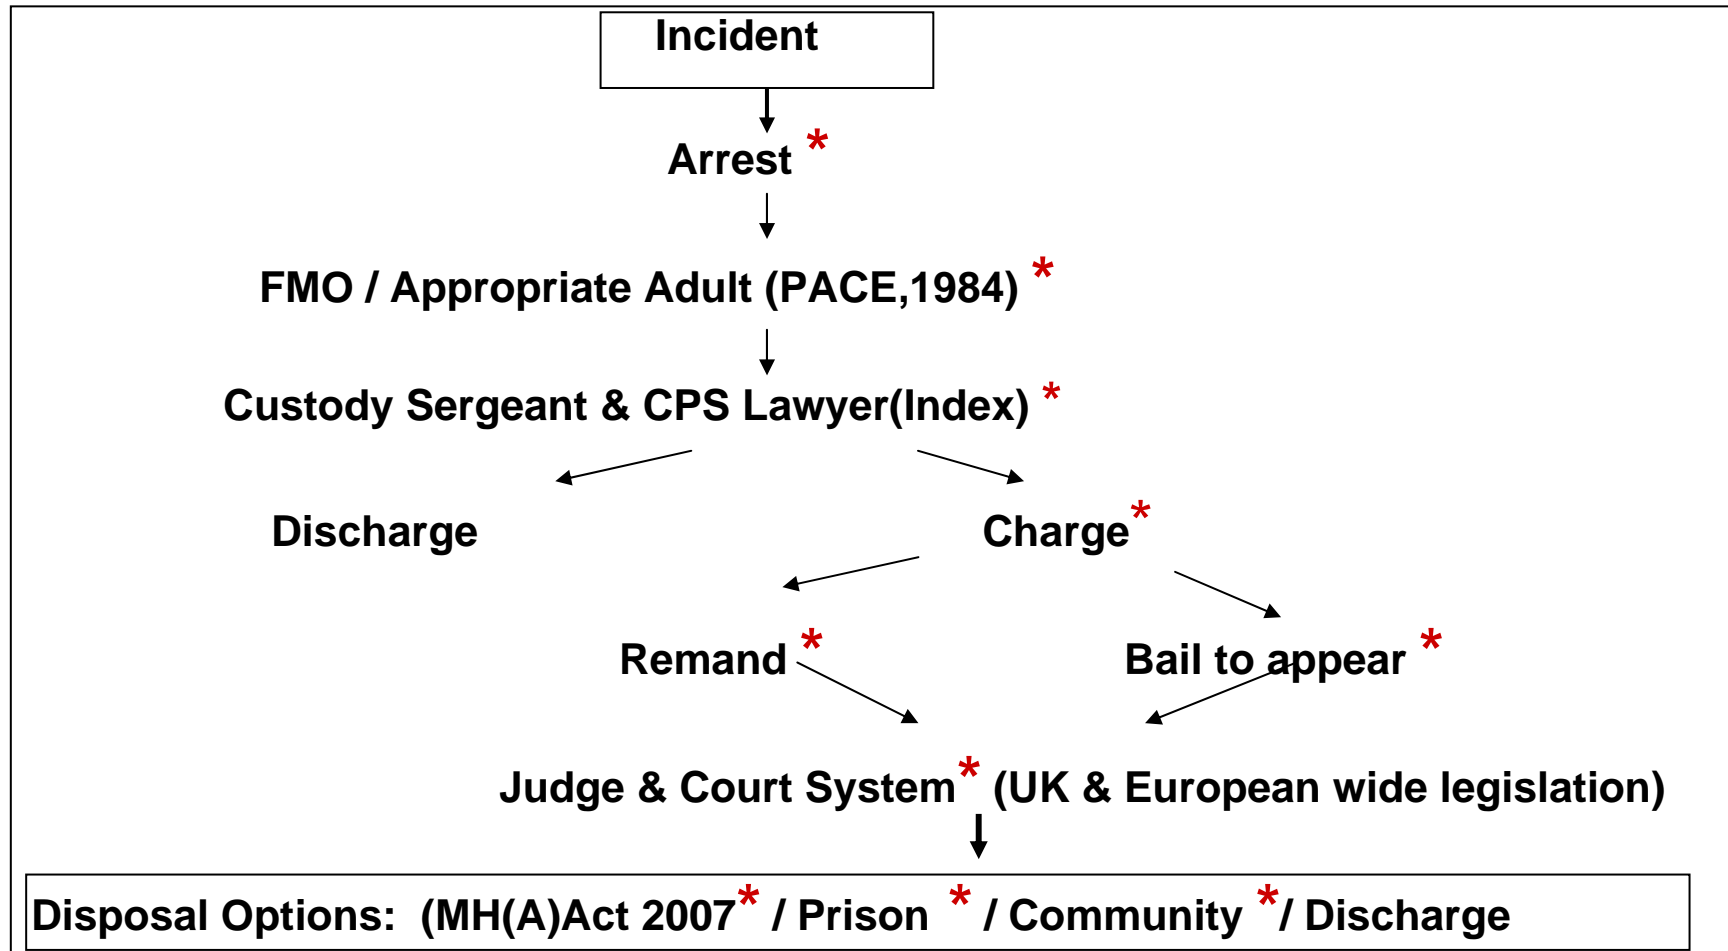 Incident
Arrest *
FMO / Appropriate Adult (PACE,1984) *
Custody Sergeant & CPS Lawyer(Index) *
Discharge
Charge*
Remand *
Bail to appear *
Judge & Court System* (UK & European wide legislation)
Disposal Options: (MH(A)Act 2007* / Prison * / Community */ Discharge